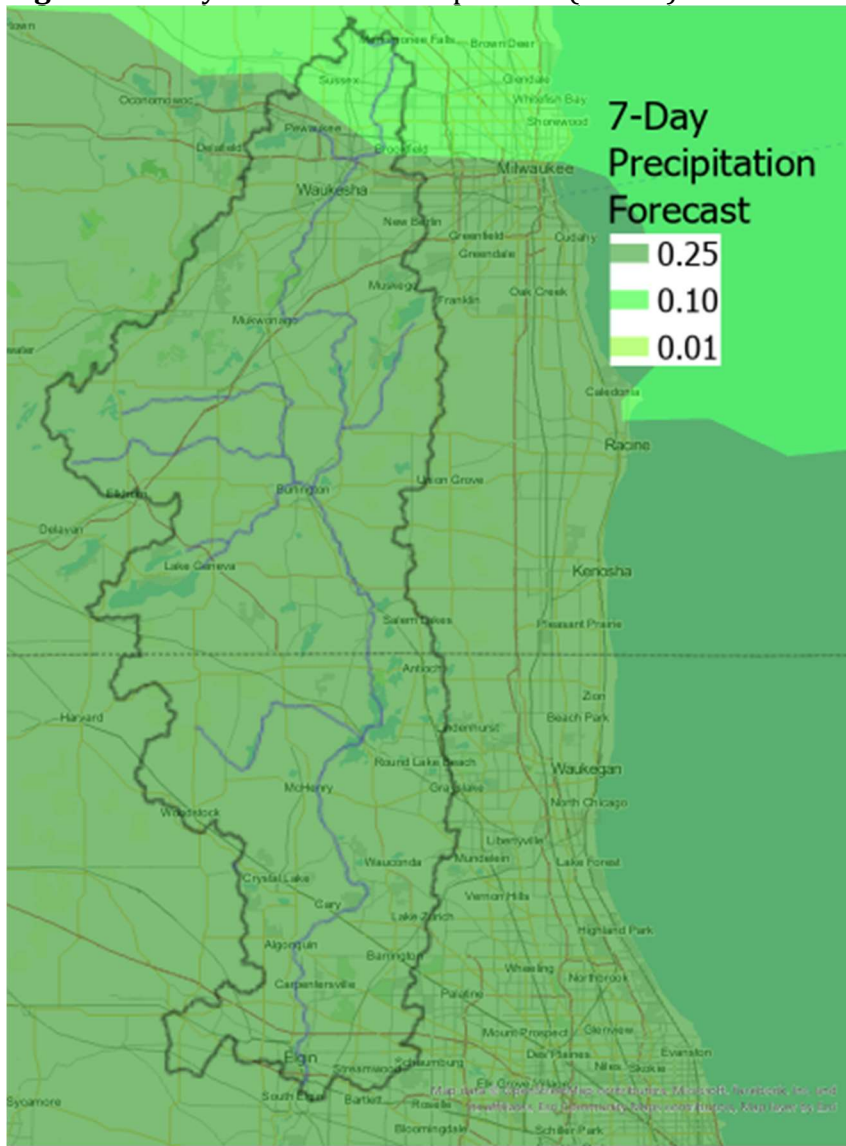 town
Menomonee Falls
Brown Deer
Sussex
Glendale
Oconomowoc
Whitefish Bay
Shorewood
Pewaukee
Delafield
Brookfield
Milwaukee
Waukesha
New Berlin
Greenfield
Cudahy
Greendale
Muskego
Franklin
Oak Creek
Mukwonago
7-Day
Precipitation
Forecast
0.25
0.10
0.01
water
Caledonia
Racine
Elkhorn
Burlington
Union Grove
Delavan
Lake Geneva
Kenosha
Salem Lakes
Pleasant Prairie
Antioch
Zion
Harvard
Beach Park
Lindenhurst
Round Lake Beach
Waukegan
McHenry
Grayslake
North Chicago
Woodstock
Libertyville
Wauconda
Mundelein
Lake Forest
Crystal Lake
Vernon Hills
Cary
Lake Zurich
Highland Park
Algonquin
Barrington
Wheeling
Northbrook
Carpentersville
Palatine
Mount Prospect
Glenview
Elgin
Des Plaines
Evanston
Streamwood
Schaumburg
Niles
Skokie
Elk Grove Village
Sycamore
South Elgin
Bartlett
Roselle
Bloomingdale
Schiller Park